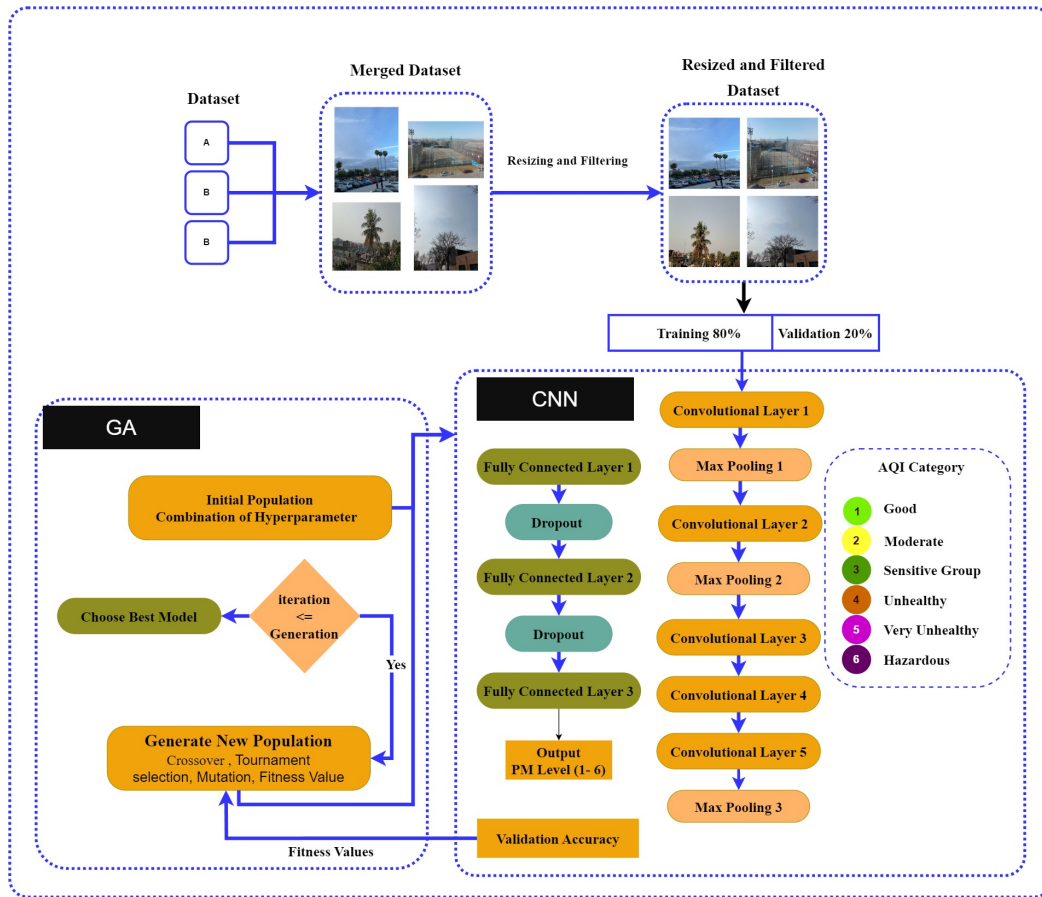 Dataset
A
B
B
Merged Dataset
Resizing and Filtering
Resized and Filtered
Dataset
Training 80%
Validation 20%
GA
Initial Population
Combination of Hyperparameter
iteration
<=
Generation
Choose Best Model
Yes
Generate New Population
Crossover , Tournament
selection, Mutation, Fitness Value
Fitness Values
CNN
Fully Connected Layer 1
Dropout
Fully Connected Layer 2
Dropout
Fully Connected Layer 3
Output
PM Level (1- 6)
Validation Accuracy
Convolutional Layer 1
Max Pooling 1
Convolutional Layer 2
Max Pooling 2
Convolutional Layer 3
Convolutional Layer 4
Convolutional Layer 5
Max Pooling 3
AQI Category
1 Good
2 Moderate
3 Sensitive Group
4 Unhealthy
5 Very Unhealthy
6 Hazardous